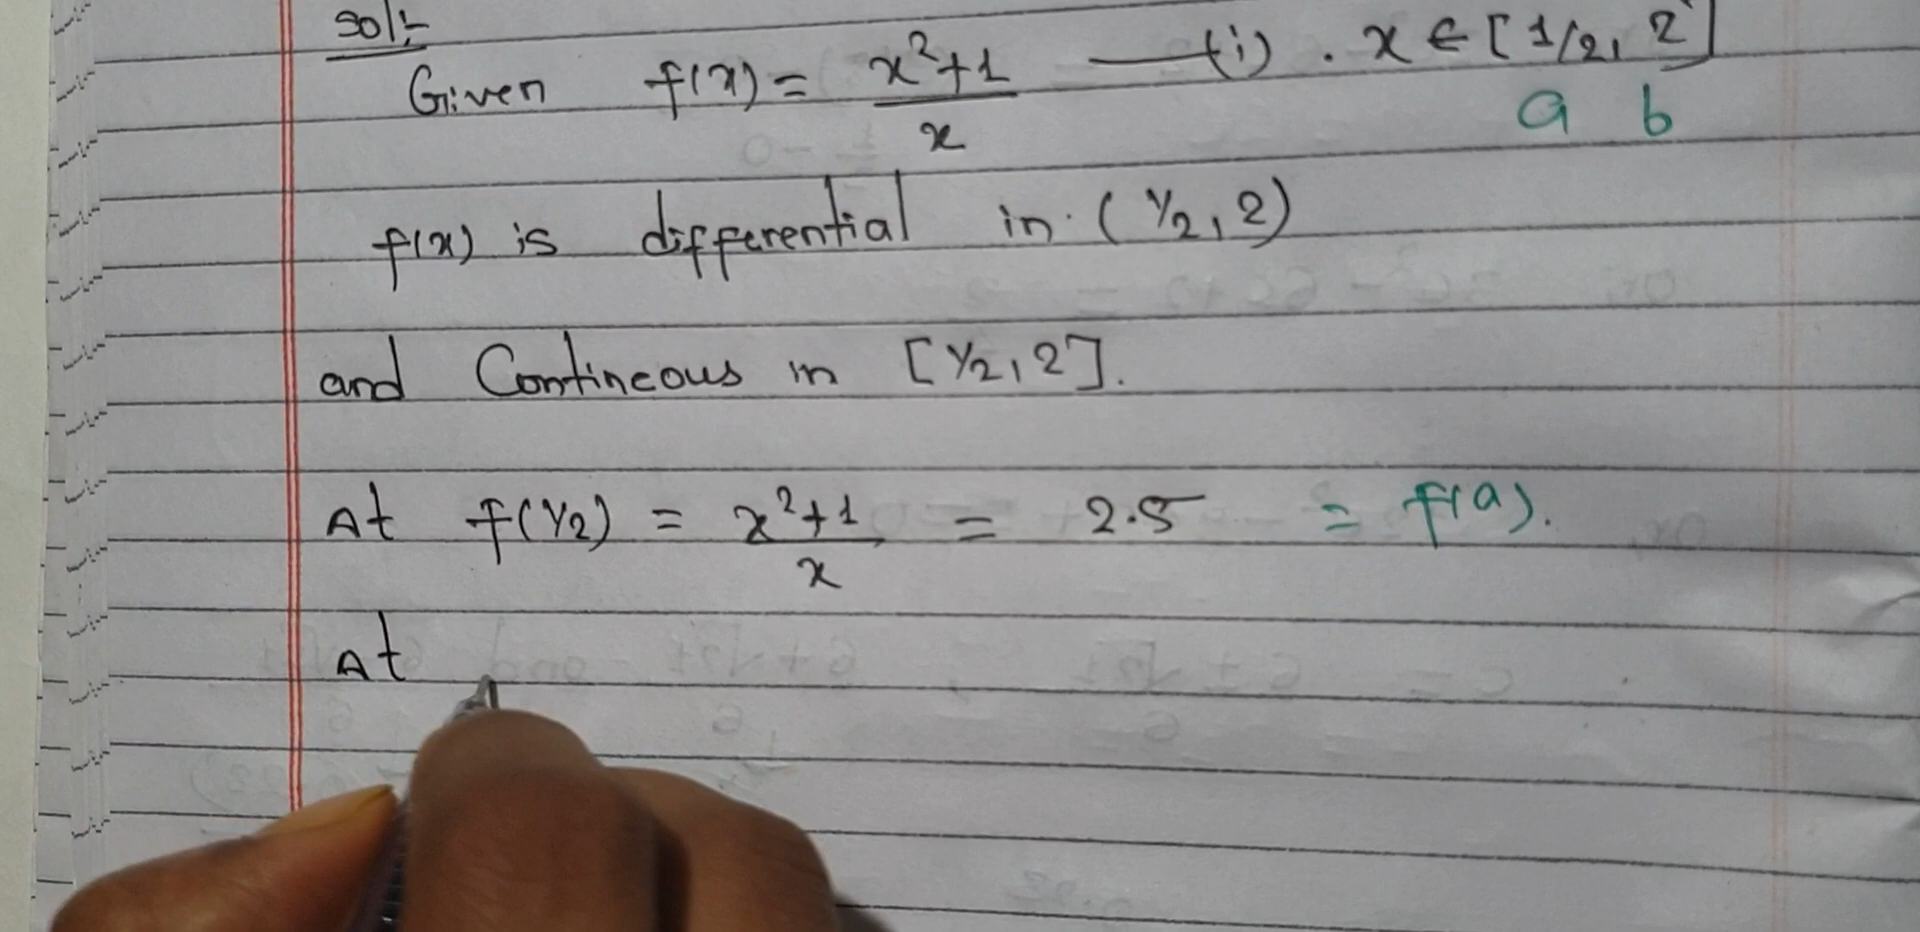 Sol:-
Given f(x) = x²+1 / x —(i) . x ∈ [1/2, 2]
a b
f(x) is differential in (1/2, 2)
and Contineous in [1/2, 2].
At f(1/2) = x²+1 / x = 2.5 = f(a).
At